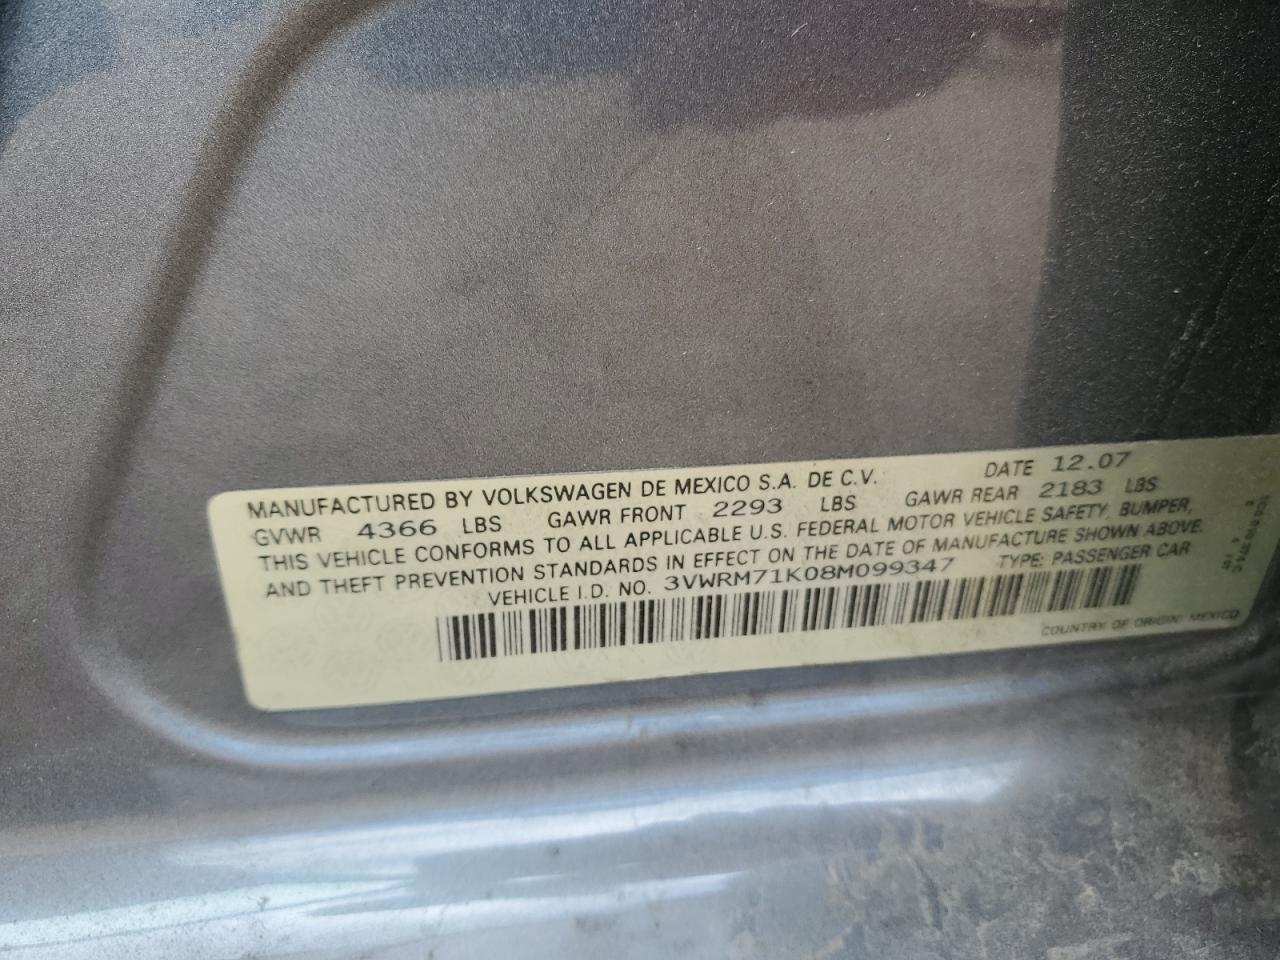 MANUFACTURED BY VOLKSWAGEN DE MEXICO S.A. DE C.V. DATE 12.07
GVWR 4366 LBS GAWR FRONT 2293 LBS GAWR REAR 2183 LBS
THIS VEHICLE CONFORMS TO ALL APPLICABLE U.S. FEDERAL MOTOR VEHICLE SAFETY, BUMPER,
AND THEFT PREVENTION STANDARDS IN EFFECT ON THE DATE OF MANUFACTURE SHOWN ABOVE.
VEHICLE I.D. NO. 3VWRM71K08M099347 TYPE: PASSENGER CAR
COUNTRY OF ORIGIN: MEXICO